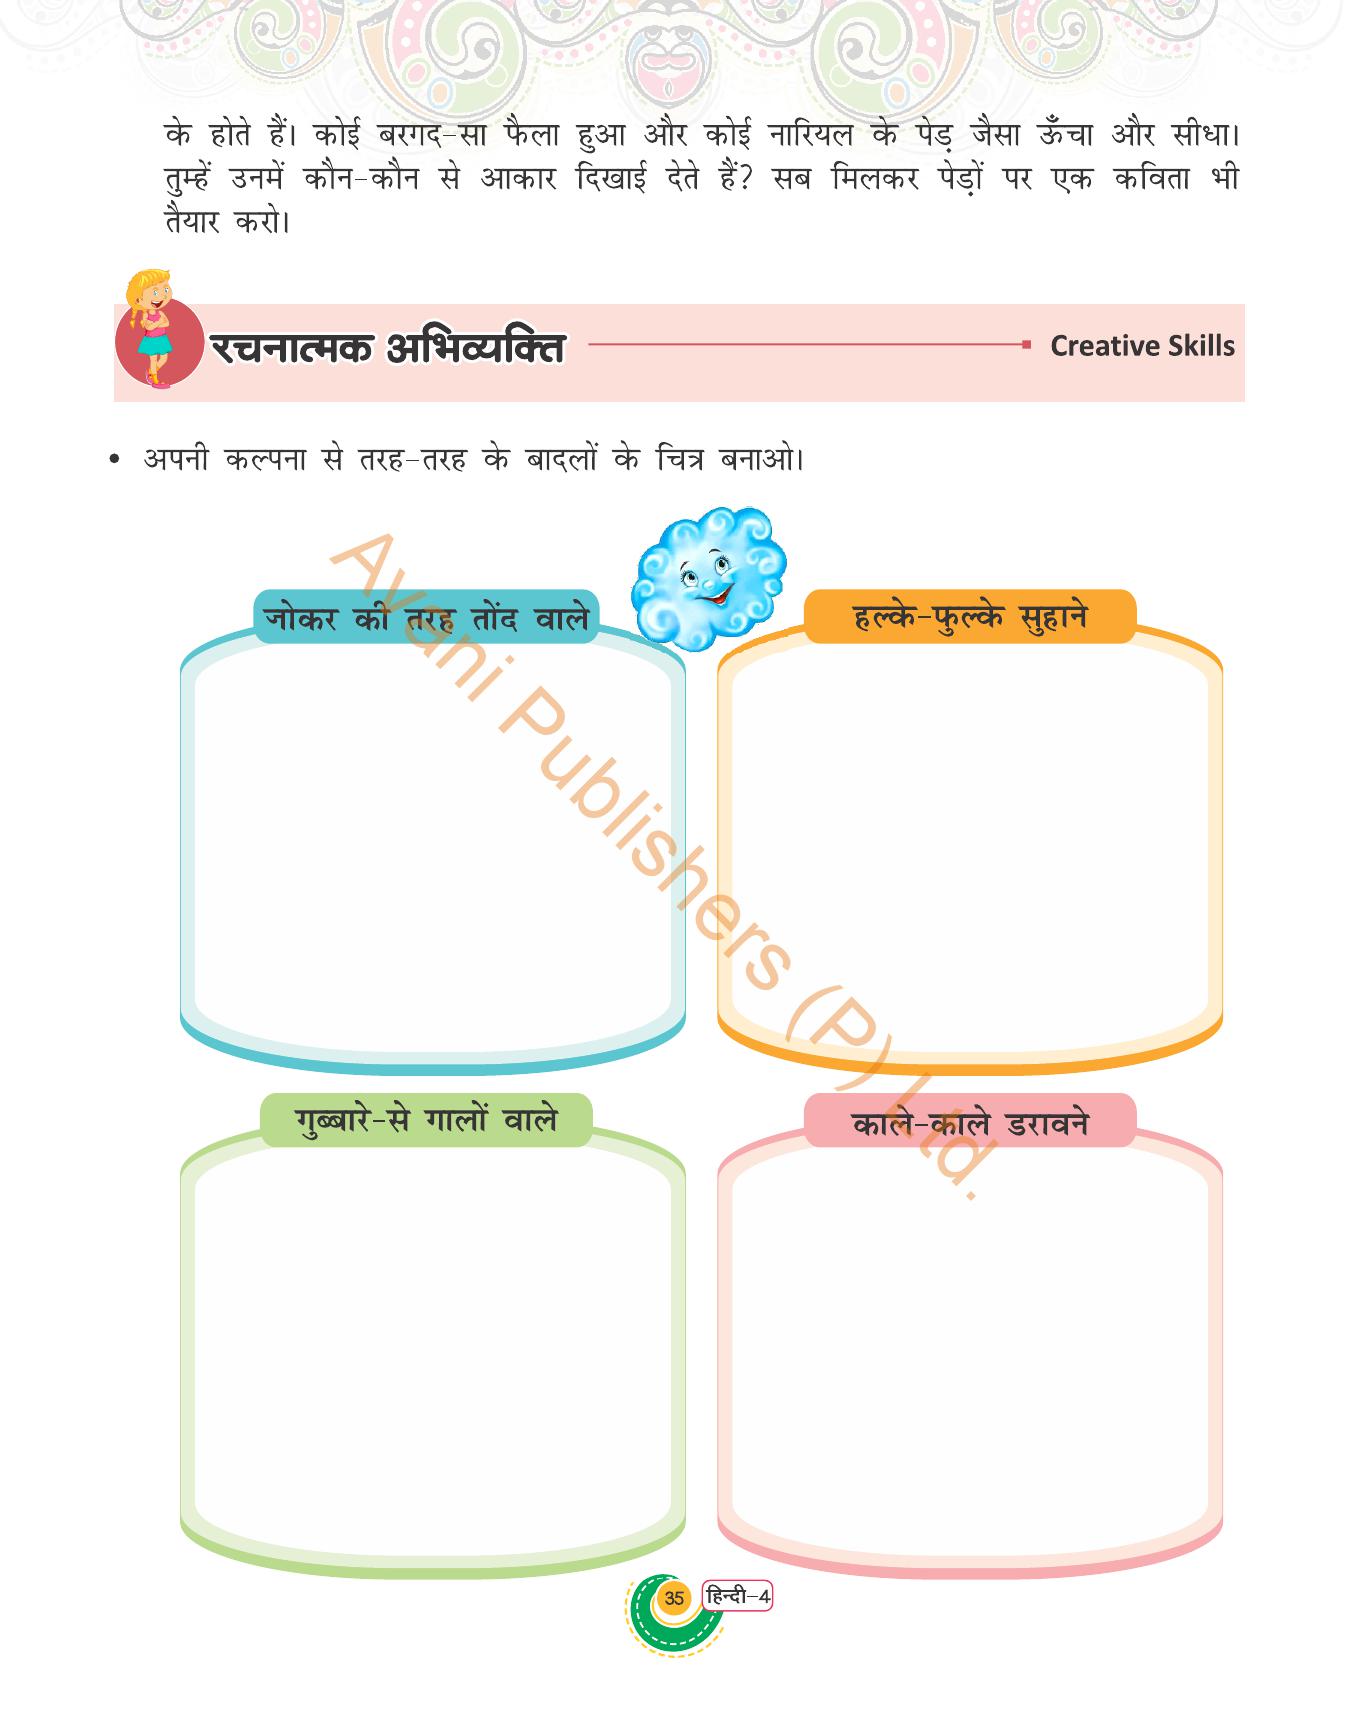 के होते हैं। कोई बरगद-सा फैला हुआ और कोई नारियल के पेड़ जैसा ऊँचा और सीधा।
तुम्हें उनमें कौन-कौन से आकार दिखाई देते हैं? सब मिलकर पेड़ों पर एक कविता भी
तैयार करो।
रचनात्मक अभिव्यक्ति
Creative Skills
• अपनी कल्पना से तरह-तरह के बादलों के चित्र बनाओ।
जोकर की तरह तोंद वाले
हल्के-फुल्के सुहाने
गुब्बारे-से गालों वाले
काले-काले डरावने
Avani Publishers (P) Ltd.
35
हिन्दी-4